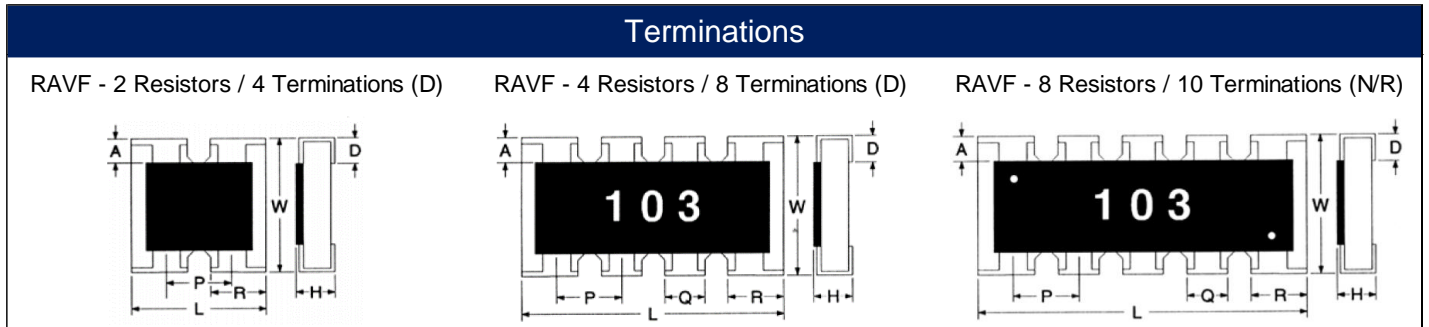 Terminations
RAVF - 2 Resistors / 4 Terminations (D)
RAVF - 4 Resistors / 8 Terminations (D)
RAVF - 8 Resistors / 10 Terminations (N/R)
A
D
W
P
R
H
L
A
D
103
W
P
Q
R
H
L
A
D
103
W
P
Q
R
H
L